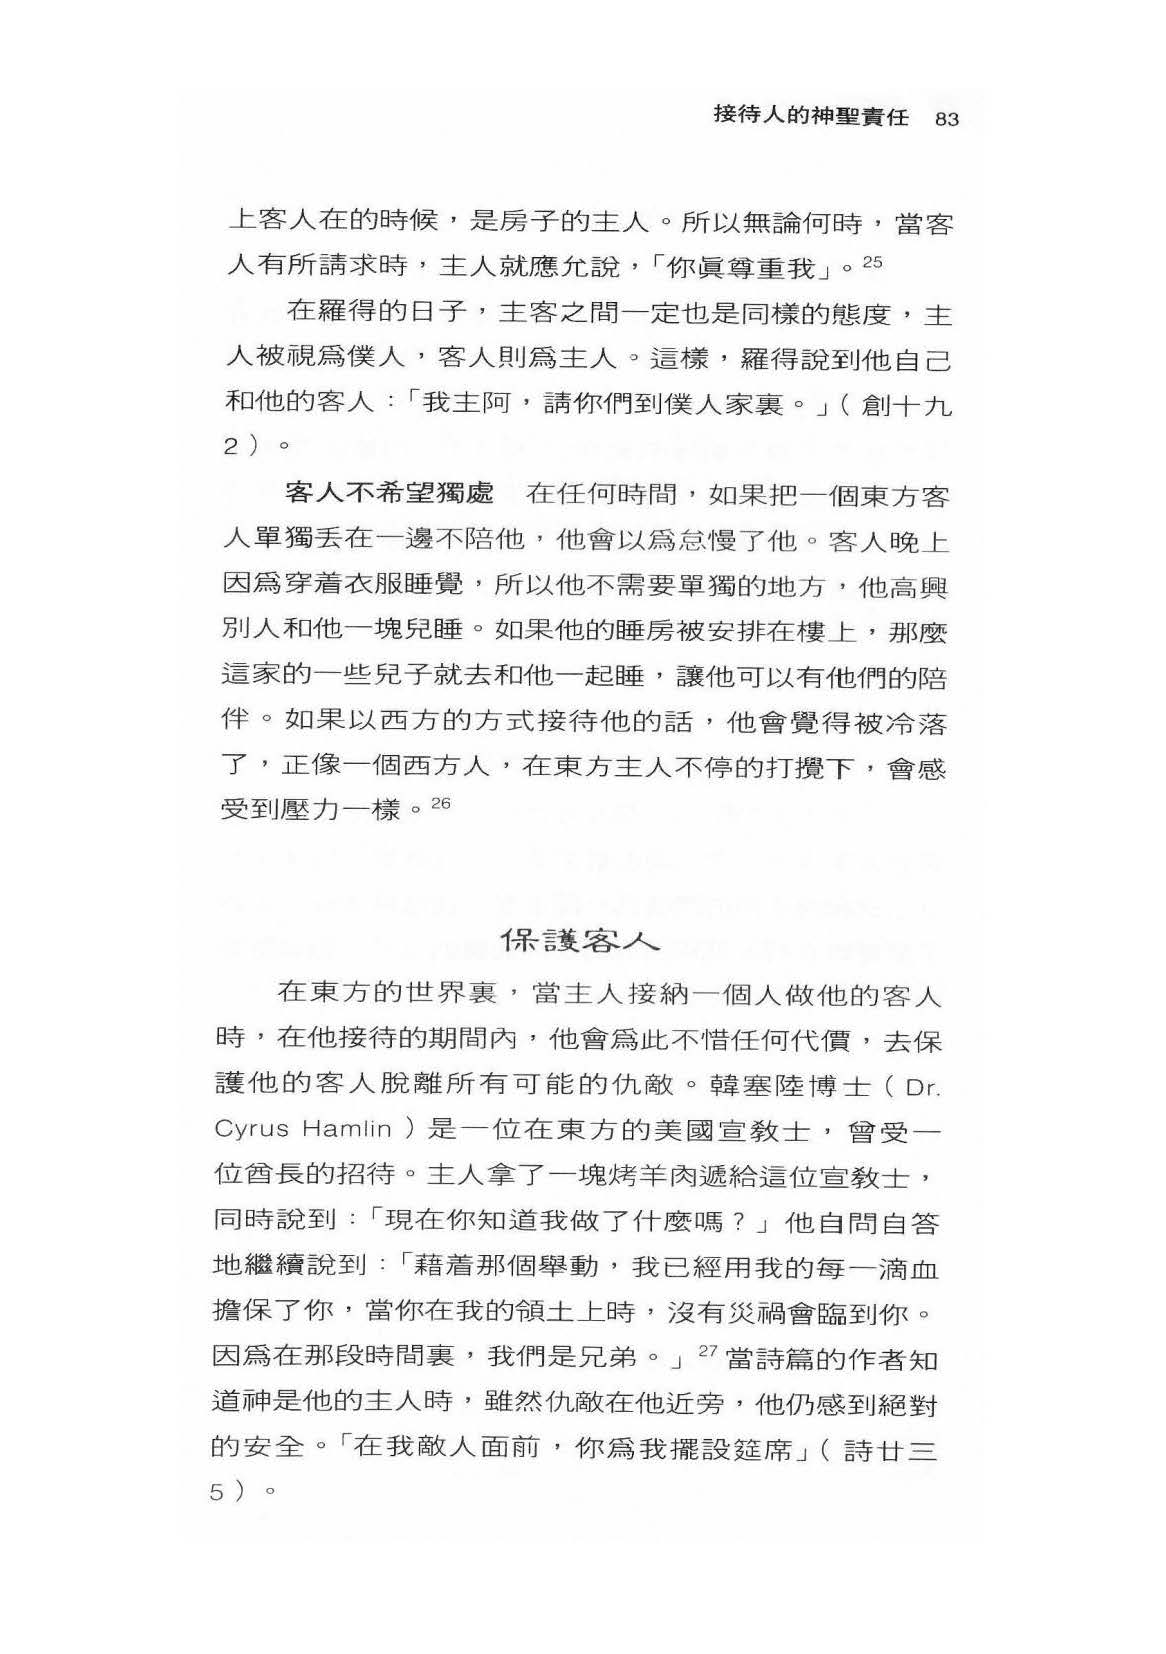 接待人的神聖責任　83
上客人在的時候，是房子的主人。所以無論何時，當客
人有所請求時，主人就應允說，「你眞尊重我」。25
在羅得的日子，主客之間一定也是同樣的態度，主
人被視爲僕人，客人則爲主人。這樣，羅得說到他自己
和他的客人：「我主阿，請你們到僕人家裏。」（創十九
2）。
客人不希望獨處　在任何時間，如果把一個東方客
人單獨丟在一邊不陪他，他會以爲怠慢了他。客人晚上
因爲穿着衣服睡覺，所以他不需要單獨的地方，他高興
別人和他一塊兒睡。如果他的睡房被安排在樓上，那麼
這家的一些兒子就去和他一起睡，讓他可以有他們的陪
伴。如果以西方的方式接待他的話，他會覺得被冷落
了，正像一個西方人，在東方主人不停的打攪下，會感
受到壓力一樣。26
保護客人
在東方的世界裏，當主人接納一個人做他的客人
時，在他接待的期間內，他會爲此不惜任何代價，去保
護他的客人脫離所有可能的仇敵。韓塞陸博士（Dr.
Cyrus Hamlin）是一位在東方的美國宣教士，曾受一
位酋長的招待。主人拿了一塊烤羊肉遞給這位宣教士，
同時說到：「現在你知道我做了什麼嗎？」他自問自答
地繼續說到：「藉着那個舉動，我已經用我的每一滴血
擔保了你，當你在我的領土上時，沒有災禍會臨到你。
因爲在那段時間裏，我們是兄弟。」27當詩篇的作者知
道神是他的主人時，雖然仇敵在他近旁，他仍感到絕對
的安全。「在我敵人面前，你爲我擺設筵席」（詩廿三
5）。